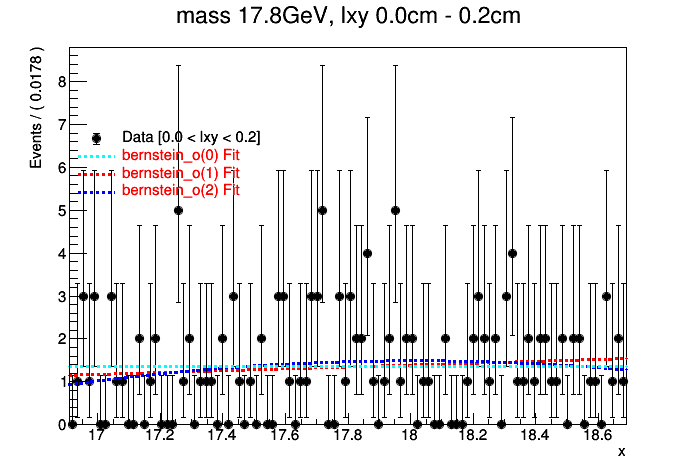 mass 17.8GeV, lxy 0.0cm - 0.2cm
Events / ( 0.0178 )
8
7
6
5
4
3
2
1
0
Data [0.0 < lxy < 0.2]
bernstein_o(0) Fit
bernstein_o(1) Fit
bernstein_o(2) Fit
17 17.2 17.4 17.6 17.8 18 18.2 18.4 18.6
x